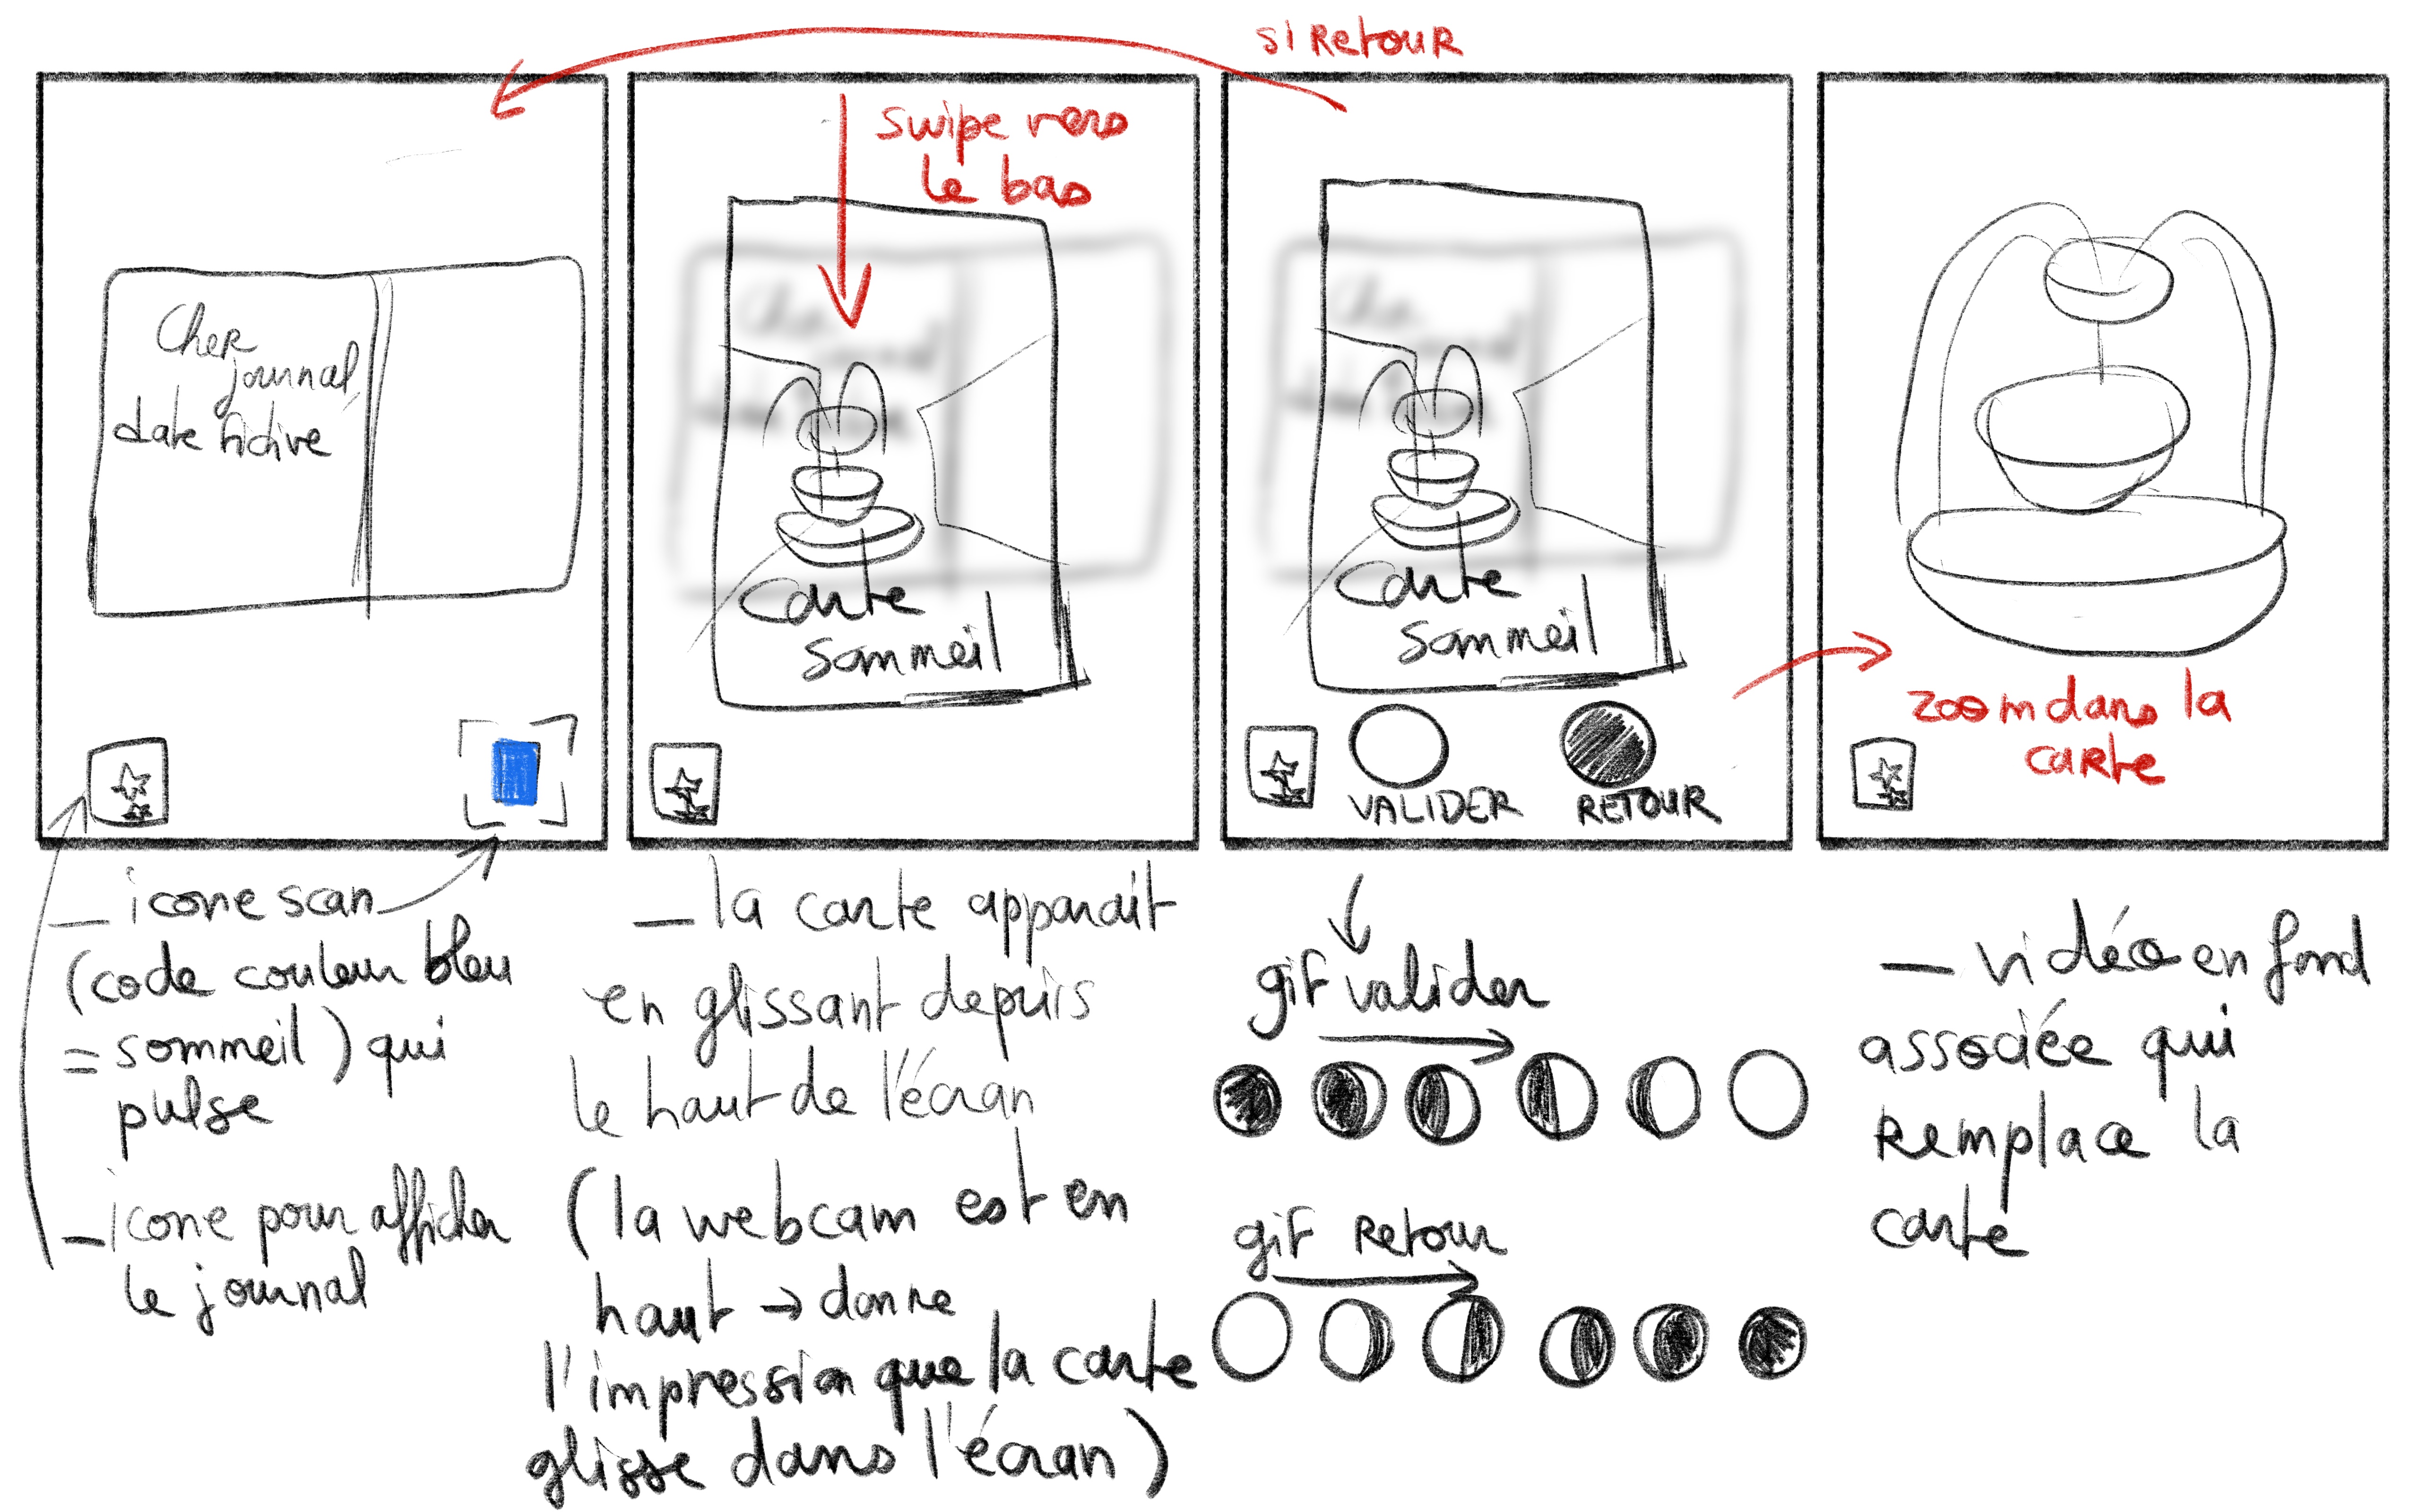 si Retour
Cher
journal
date fictive
swipe vers
le bas
Carte
Sommeil
Carte
Sommeil
VALIDER
RETOUR
zoom dans la
carte
_ icone scan
(code couleur bleu
= sommeil) qui
pulse
_ icone pour afficher
le journal
_ la carte apparait
en glissant depuis
le haut de l'écran
(la webcam est en
haut → donne
l'impression que la carte
glisse dans l'écran)
gif valider
gif Retour
_ vidéo en fond
associée qui
Remplace la
carte